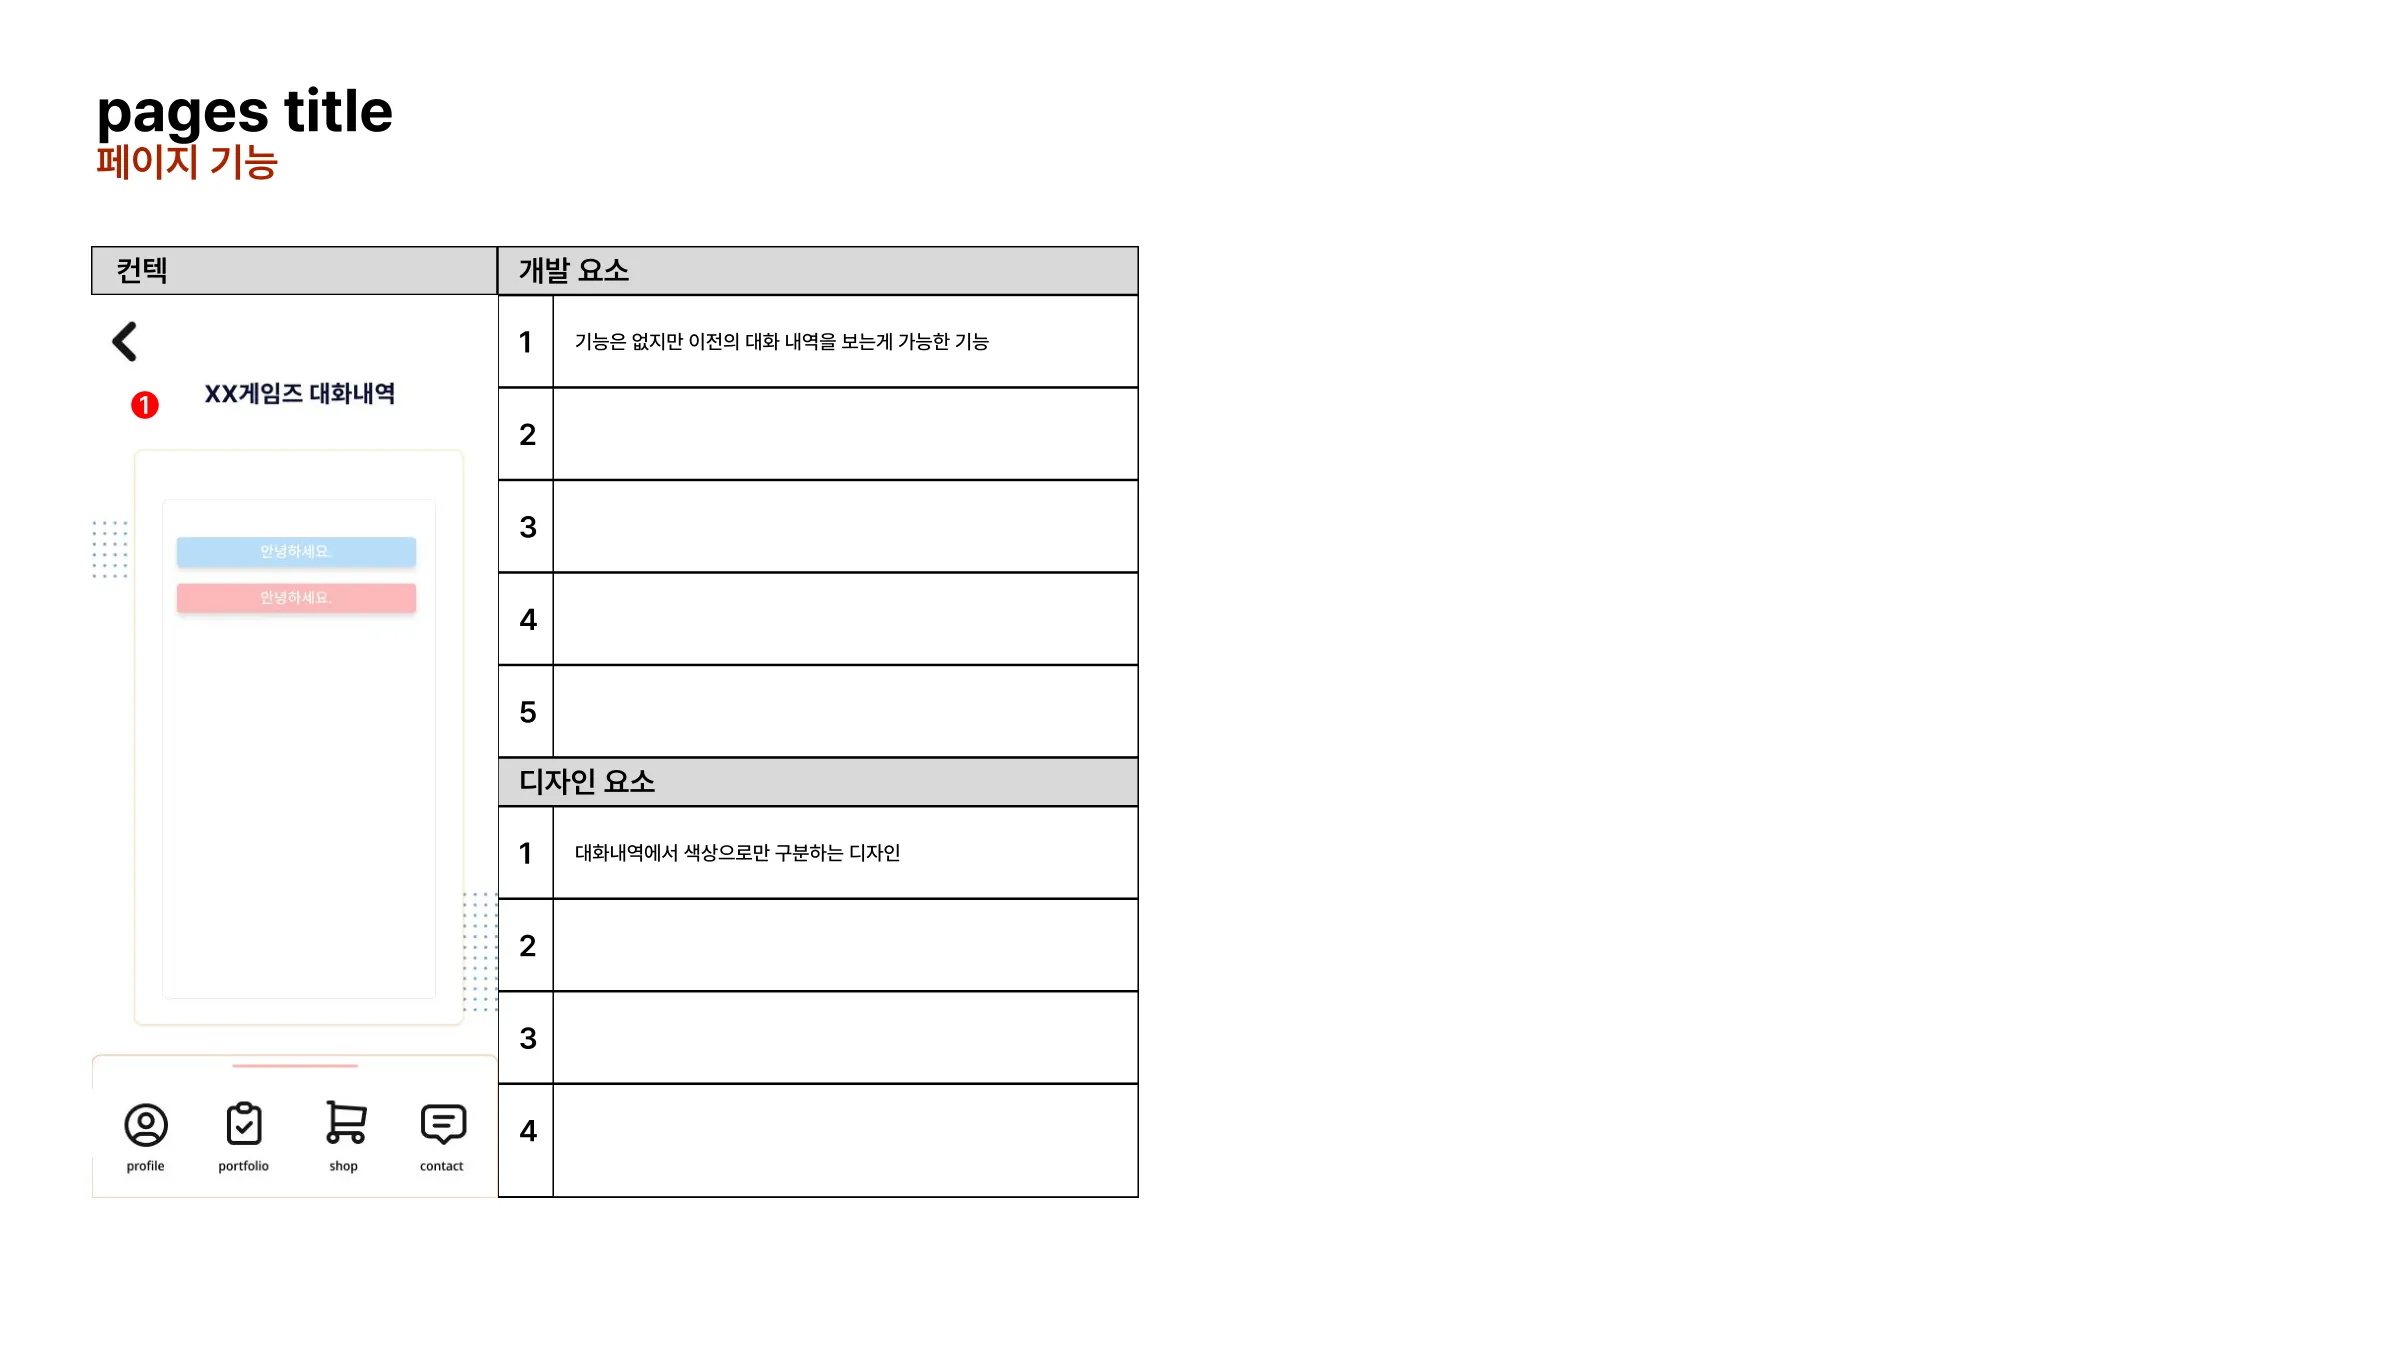 pages title
페이지 기능
컨텍
XX게임즈 대화내역
1
안녕하세요.
안녕하세요.
profile
portfolio
shop
contact
개발 요소
1 기능은 없지만 이전의 대화 내역을 보는게 가능한 기능
2
3
4
5
디자인 요소
1 대화내역에서 색상으로만 구분하는 디자인
2
3
4